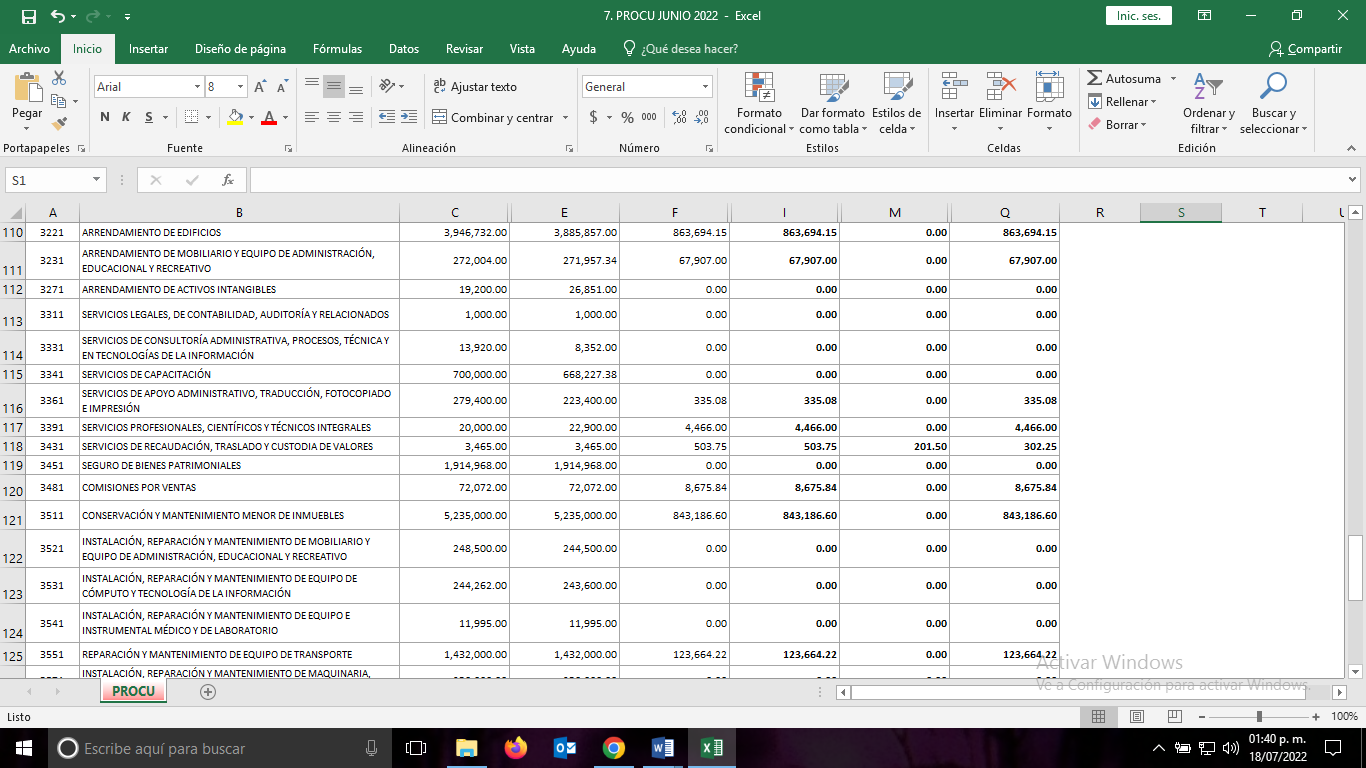 7. PROCU JUNIO 2022 - Excel
Inic. ses.
Archivo Inicio Insertar Diseño de página Fórmulas Datos Revisar Vista Ayuda ¿Qué desea hacer? Compartir
Pegar
Portapapeles
Arial 8
N K S
Fuente
Ajustar texto
Combinar y centrar
Alineación
General
$ % 000
Número
Formato condicional
Dar formato como tabla
Estilos de celda
Estilos
Insertar Eliminar Formato
Celdas
Autosuma
Rellenar
Borrar
Ordenar y filtrar
Buscar y seleccionar
Edición
S1 fx
A B C E F I M Q R S T
110 3221 ARRENDAMIENTO DE EDIFICIOS 3,946,732.00 3,885,857.00 863,694.15 863,694.15 0.00 863,694.15
111 3231 ARRENDAMIENTO DE MOBILIARIO Y EQUIPO DE ADMINISTRACIÓN,
EDUCACIONAL Y RECREATIVO 272,004.00 271,957.34 67,907.00 67,907.00 0.00 67,907.00
112 3271 ARRENDAMIENTO DE ACTIVOS INTANGIBLES 19,200.00 26,851.00 0.00 0.00 0.00 0.00
113 3311 SERVICIOS LEGALES, DE CONTABILIDAD, AUDITORÍA Y RELACIONADOS 1,000.00 1,000.00 0.00 0.00 0.00 0.00
114 3331 SERVICIOS DE CONSULTORÍA ADMINISTRATIVA, PROCESOS, TÉCNICA Y
EN TECNOLOGÍAS DE LA INFORMACIÓN 13,920.00 8,352.00 0.00 0.00 0.00 0.00
115 3341 SERVICIOS DE CAPACITACIÓN 700,000.00 668,227.38 0.00 0.00 0.00 0.00
116 3361 SERVICIOS DE APOYO ADMINISTRATIVO, TRADUCCIÓN, FOTOCOPIADO
E IMPRESIÓN 279,400.00 223,400.00 335.08 335.08 0.00 335.08
117 3391 SERVICIOS PROFESIONALES, CIENTÍFICOS Y TÉCNICOS INTEGRALES 20,000.00 22,900.00 4,466.00 4,466.00 0.00 4,466.00
118 3431 SERVICIOS DE RECAUDACIÓN, TRASLADO Y CUSTODIA DE VALORES 3,465.00 3,465.00 503.75 503.75 201.50 302.25
119 3451 SEGURO DE BIENES PATRIMONIALES 1,914,968.00 1,914,968.00 0.00 0.00 0.00 0.00
120 3481 COMISIONES POR VENTAS 72,072.00 72,072.00 8,675.84 8,675.84 0.00 8,675.84
121 3511 CONSERVACIÓN Y MANTENIMIENTO MENOR DE INMUEBLES 5,235,000.00 5,235,000.00 843,186.60 843,186.60 0.00 843,186.60
122 3521 INSTALACIÓN, REPARACIÓN Y MANTENIMIENTO DE MOBILIARIO Y
EQUIPO DE ADMINISTRACIÓN, EDUCACIONAL Y RECREATIVO 248,500.00 244,500.00 0.00 0.00 0.00 0.00
123 3531 INSTALACIÓN, REPARACIÓN Y MANTENIMIENTO DE EQUIPO DE
CÓMPUTO Y TECNOLOGÍA DE LA INFORMACIÓN 244,262.00 243,600.00 0.00 0.00 0.00 0.00
124 3541 INSTALACIÓN, REPARACIÓN Y MANTENIMIENTO DE EQUIPO E
INSTRUMENTAL MÉDICO Y DE LABORATORIO 11,995.00 11,995.00 0.00 0.00 0.00 0.00
125 3551 REPARACIÓN Y MANTENIMIENTO DE EQUIPO DE TRANSPORTE 1,432,000.00 1,432,000.00 123,664.22 123,664.22 0.00 123,664.22
INSTALACIÓN, REPARACIÓN Y MANTENIMIENTO DE MAQUINARIA,
Activar Windows
Ve a Configuración para activar Windows.
PROCU
Listo 100%
Escribe aquí para buscar
01:40 p. m.
18/07/2022